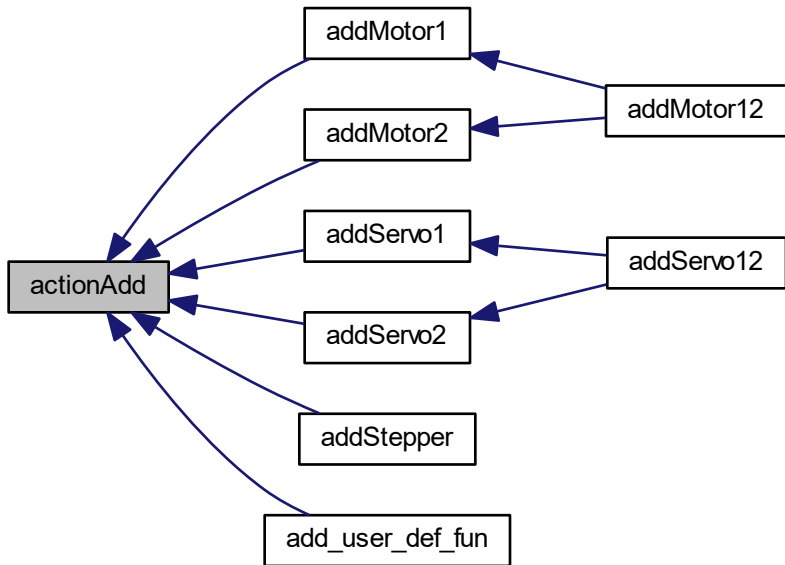 addMotor1
addMotor12
addMotor2
addServo1
addServo12
actionAdd
addServo2
addStepper
add_user_def_fun